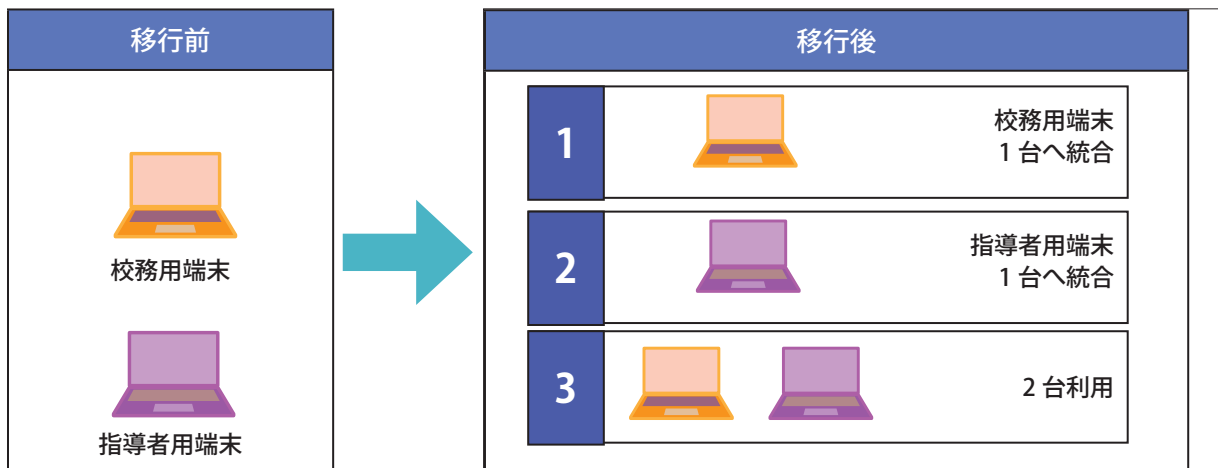 移行前
校務用端末
指導者用端末
移行後
1
校務用端末
1 台へ統合
2
指導者用端末
1 台へ統合
3
2 台利用